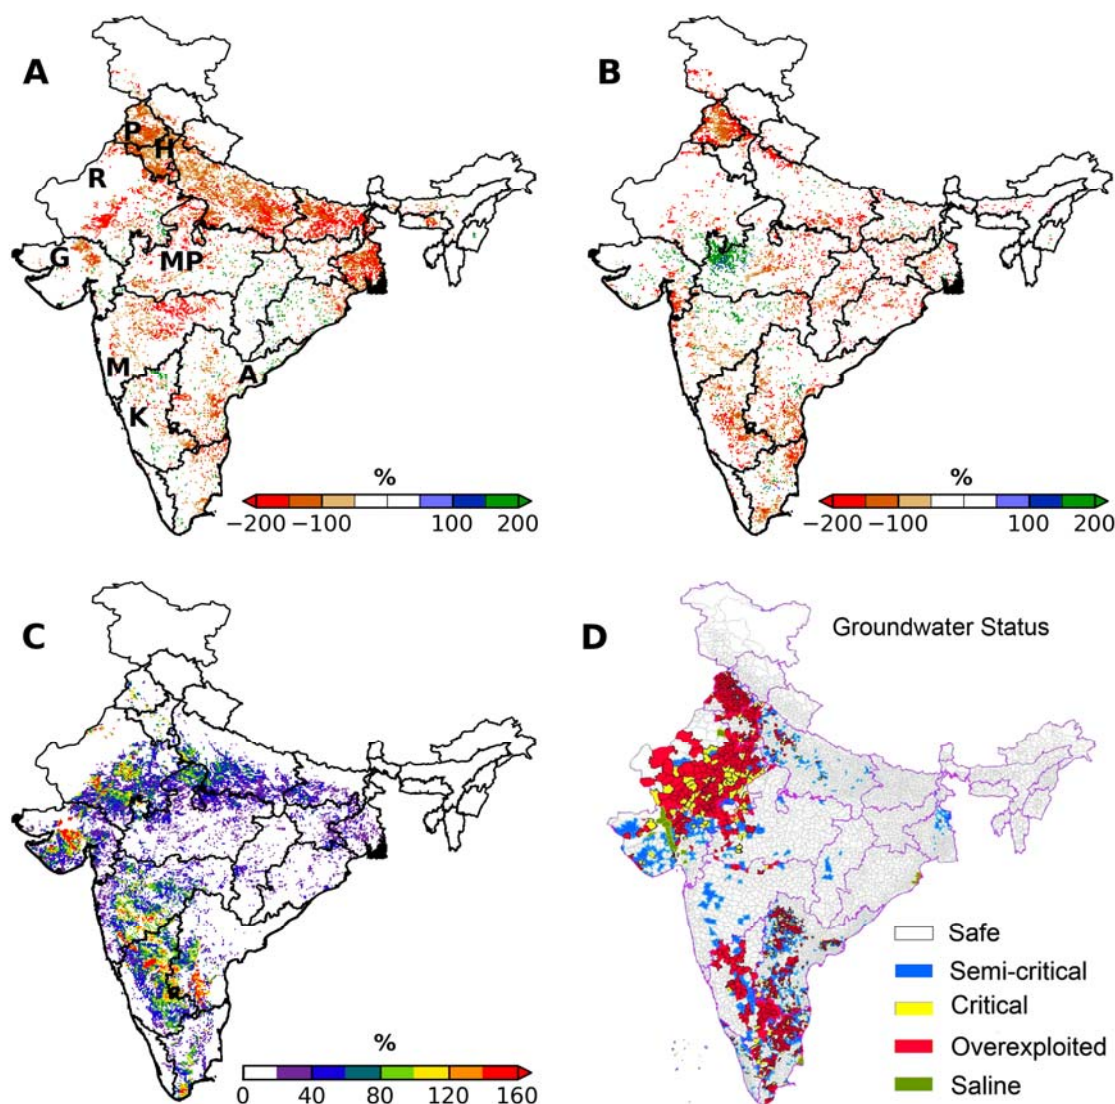 A
B
P
H
R
G
MP
M
A
K
%
−200 −100 100 200
%
−200 −100 100 200
C
D
Groundwater Status
Safe
Semi-critical
Critical
Overexploited
Saline
%
0 40 80 120 160